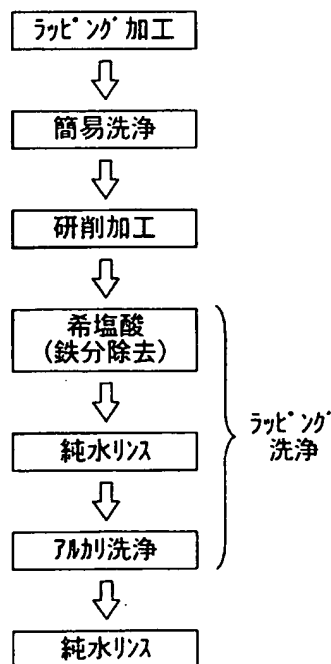 ラッピング加工
簡易洗浄
研削加工
希塩酸
(鉄分除去)
純水リンス
アルカリ洗浄
純水リンス
ラッピング
洗浄